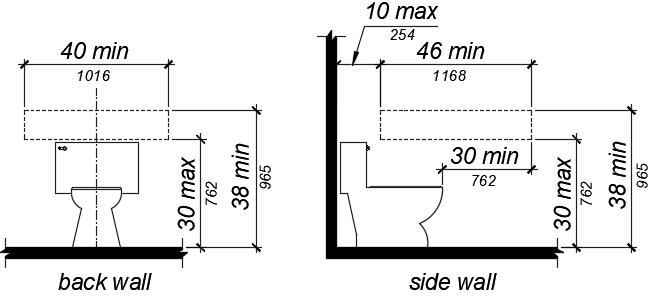 40 min
1016
30 max
762
38 min
965
back wall
10 max
254
46 min
1168
30 min
762
30 max
762
38 min
965
side wall